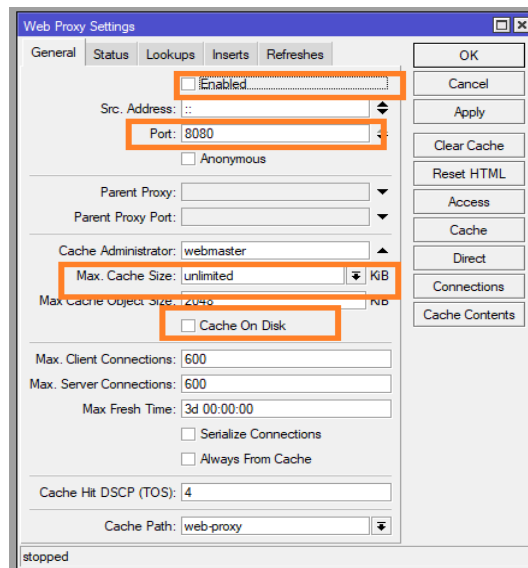 Web Proxy Settings
General Status Lookups Inserts Refreshes
Enabled
Src. Address: ::
Port: 8080
Anonymous
Parent Proxy:
Parent Proxy Port:
Cache Administrator: webmaster
Max. Cache Size: unlimited KiB
Max Cache Object Size: 2048 KiB
Cache On Disk
Max. Client Connections: 600
Max. Server Connections: 600
Max Fresh Time: 3d 00:00:00
Serialize Connections
Always From Cache
Cache Hit DSCP (TOS): 4
Cache Path: web-proxy
stopped
OK
Cancel
Apply
Clear Cache
Reset HTML
Access
Cache
Direct
Connections
Cache Contents